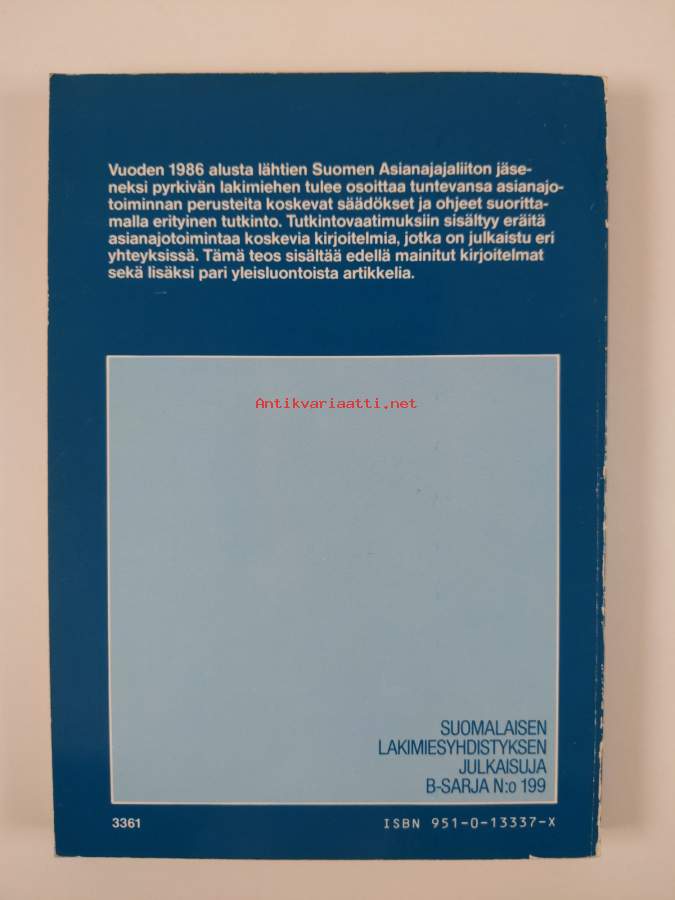 Vuoden 1986 alusta lähtien Suomen Asianajajaliiton jäse-
neksi pyrkivän lakimiehen tulee osoittaa tuntevansa asianajo-
toiminnan perusteita koskevat säädökset ja ohjeet suoritta-
malla erityinen tutkinto. Tutkintovaatimuksiin sisältyy eräitä
asianajotoimintaa koskevia kirjoitelmia, jotka on julkaistu eri
yhteyksissä. Tämä teos sisältää edellä mainitut kirjoitelmat
sekä lisäksi pari yleisluontoista artikkelia.
Antikvariaatti.net
SUOMALAISEN
LAKIMIESYHDISTYKSEN
JULKAISUJA
B-SARJA N:o 199
3361 ISBN 951-0-13337-X